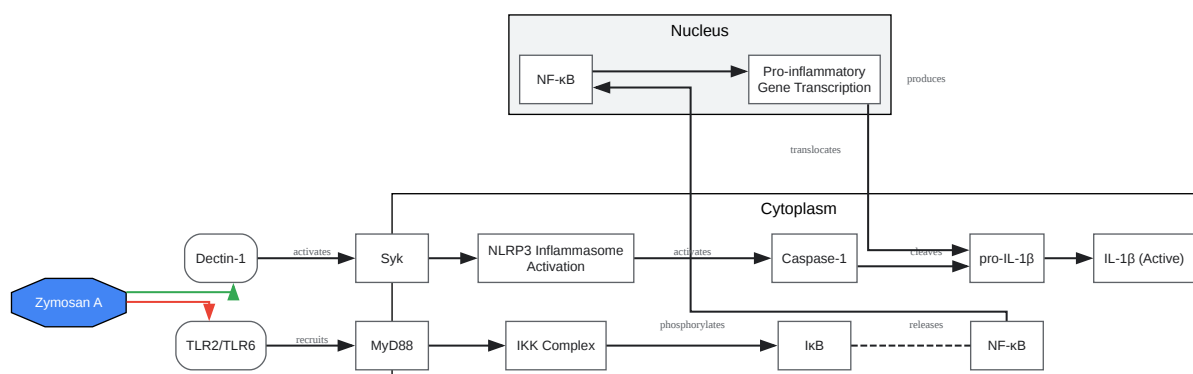 Nucleus
NF-κB
Pro-inflammatory
Gene Transcription
produces
translocates
Cytoplasm
Dectin-1
activates
Syk
NLRP3 Inflammasome
Activation
activates
Caspase-1
cleaves
pro-IL-1β
IL-1β (Active)
Zymosan A
TLR2/TLR6
recruits
MyD88
IKK Complex
phosphorylates
IκB
releases
NF-κB